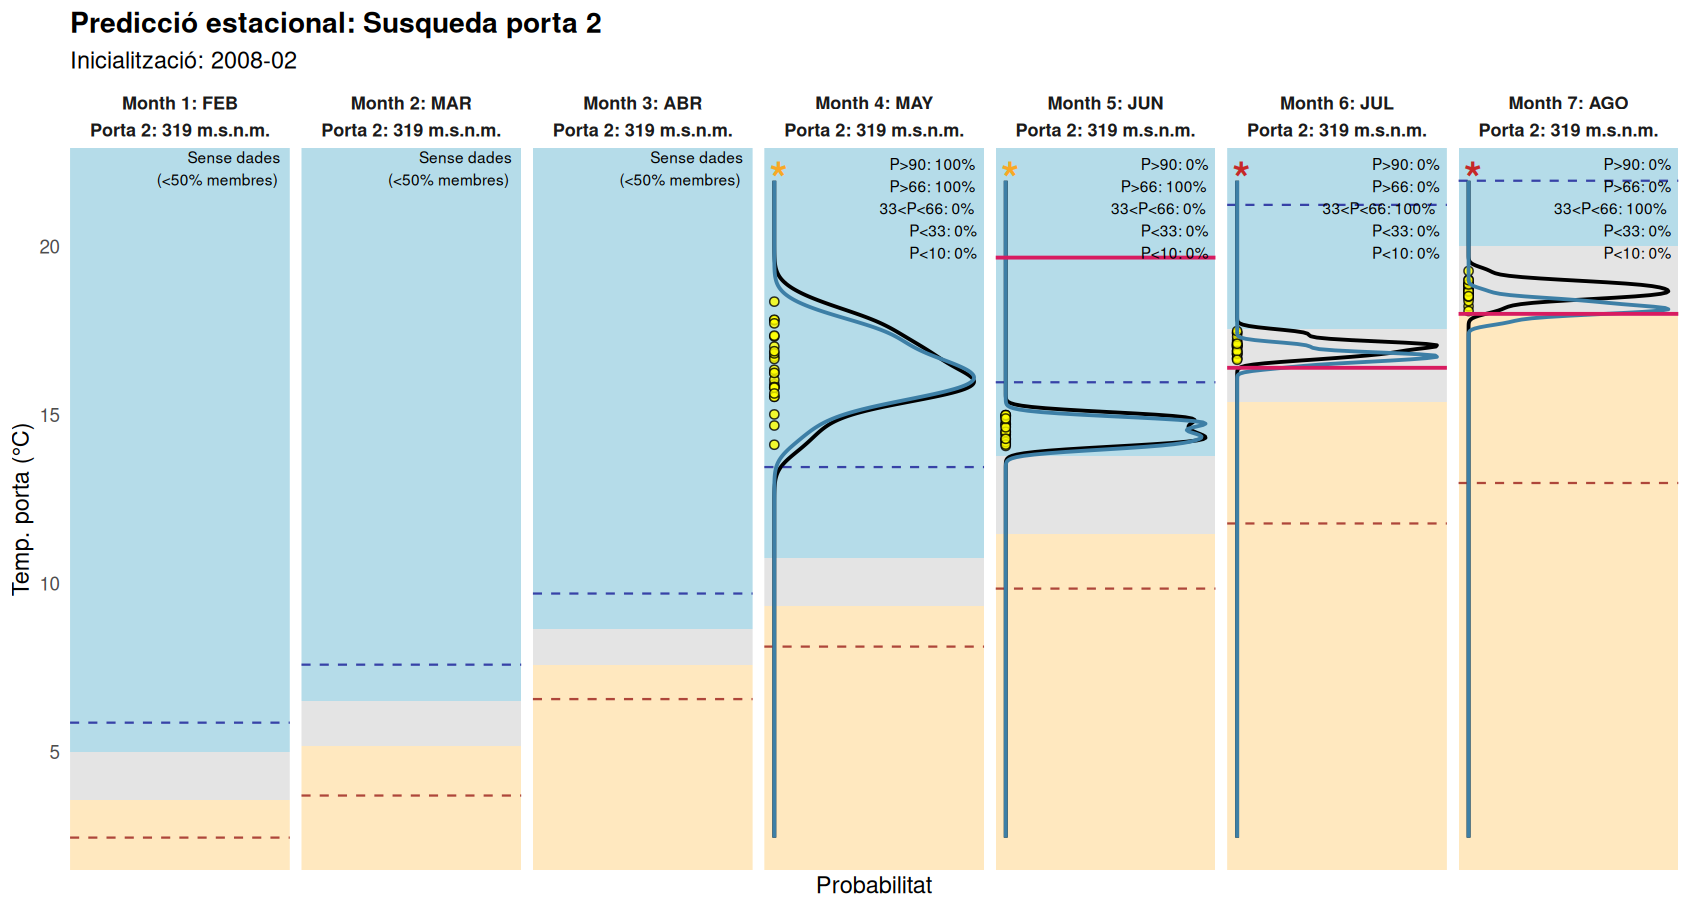 Predicció estacional: Susqueda porta 2
Inicialització: 2008-02
Month 1: FEB
Porta 2: 319 m.s.n.m.
Sense dades
(<50% membres)
Month 2: MAR
Porta 2: 319 m.s.n.m.
Sense dades
(<50% membres)
Month 3: ABR
Porta 2: 319 m.s.n.m.
Sense dades
(<50% membres)
Month 4: MAY
Porta 2: 319 m.s.n.m.
*
P>90: 100%
P>66: 100%
33<P<66: 0%
P<33: 0%
P<10: 0%
Month 5: JUN
Porta 2: 319 m.s.n.m.
*
P>90: 0%
P>66: 100%
33<P<66: 0%
P<33: 0%
P<10: 0%
Month 6: JUL
Porta 2: 319 m.s.n.m.
*
P>90: 0%
P>66: 0%
33<P<66: 100%
P<33: 0%
P<10: 0%
Month 7: AGO
Porta 2: 319 m.s.n.m.
*
P>90: 0%
P>66: 0%
33<P<66: 100%
P<33: 0%
P<10: 0%
Temp. porta (°C)
20
15
10
5
Probabilitat